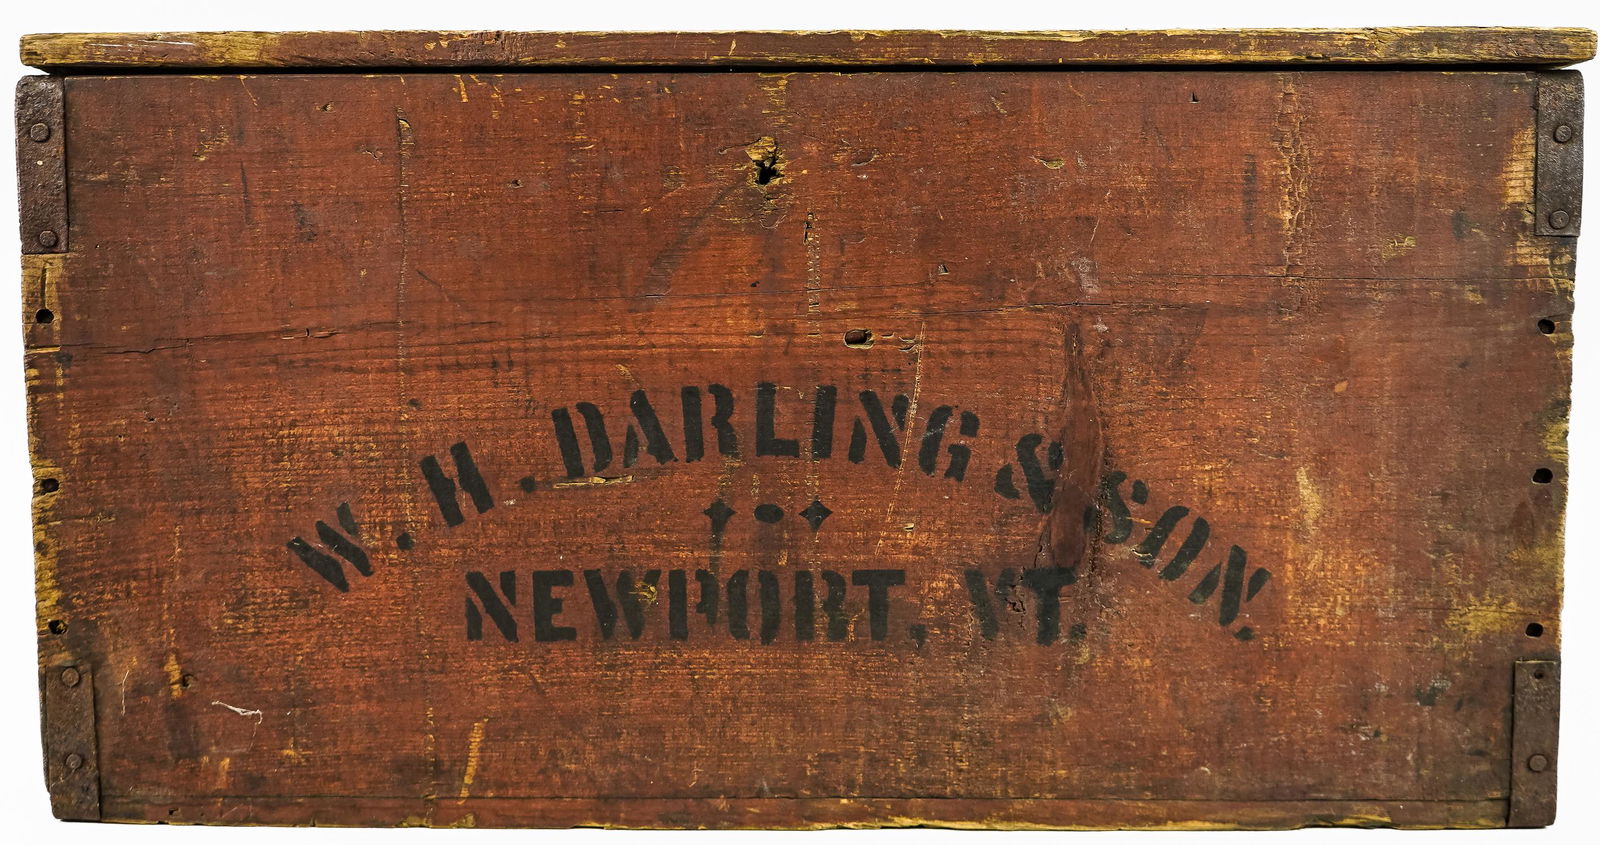 W. H. DARLING & SON.
NEWPORT, VT.